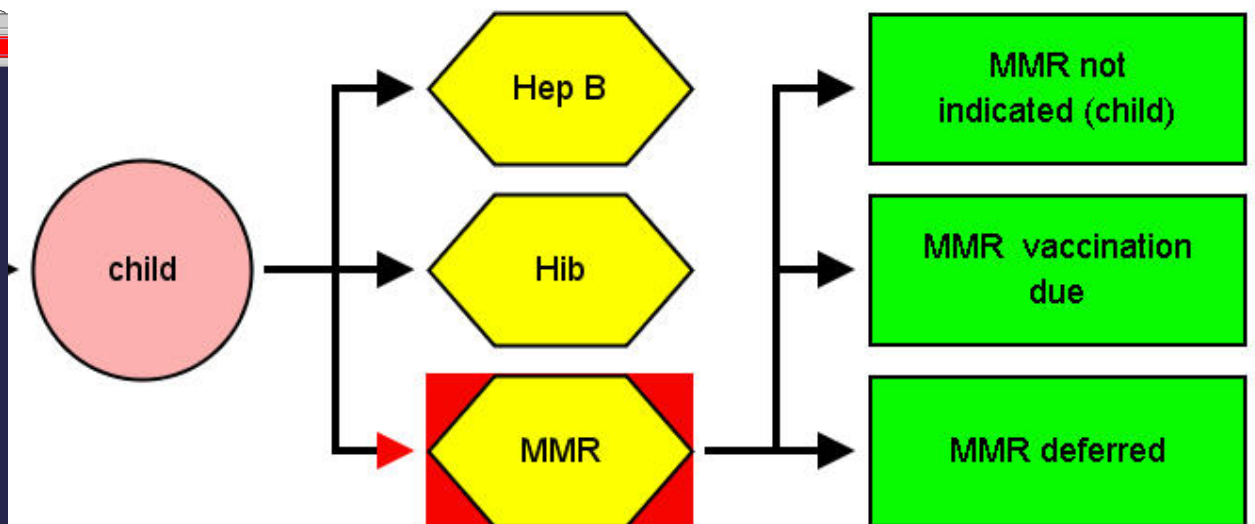 child
Hep B
Hib
MMR
MMR not
indicated (child)
MMR vaccination
due
MMR deferred